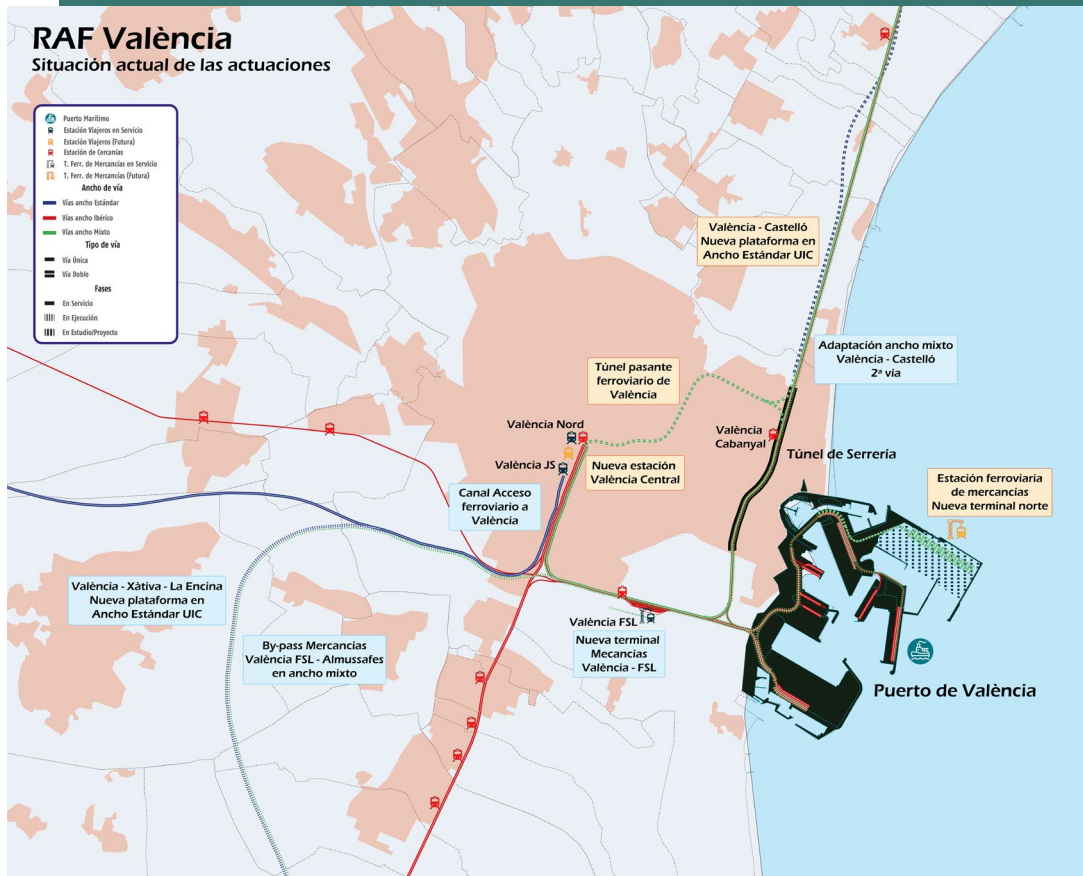 RAF València
Situación actual de las actuaciones
Puerto Marítimo
Estación Viajeros en Servicio
Estación Viajeros (Futura)
Estación de Cercanías
T. Ferr. de Mercancías en Servicio
T. Ferr. de Mercancías (Futura)
Ancho de vía
Vías ancho Estándar
Vías ancho Ibérico
Vías ancho Mixto
Tipo de vía
Vía Única
Vía Doble
Fases
En Servicio
En Ejecución
En Estudio/Proyecto
València - Castelló
Nueva plataforma en
Ancho Estándar UIC
Adaptación ancho mixto
València - Castelló
2ª via
Túnel pasante
ferroviario de
València
València Nord
València JS
Nueva estación
València Central
València
Cabanyal
Túnel de Serrería
Canal Acceso
ferroviario a
València
Estación ferroviaria
de mercancías
Nueva terminal norte
València - Xàtiva - La Encina
Nueva plataforma en
Ancho Estándar UIC
By-pass Mercancías
València FSL - Almussafes
en ancho mixto
València FSL
Nueva terminal
Mecancías
València - FSL
Puerto de València